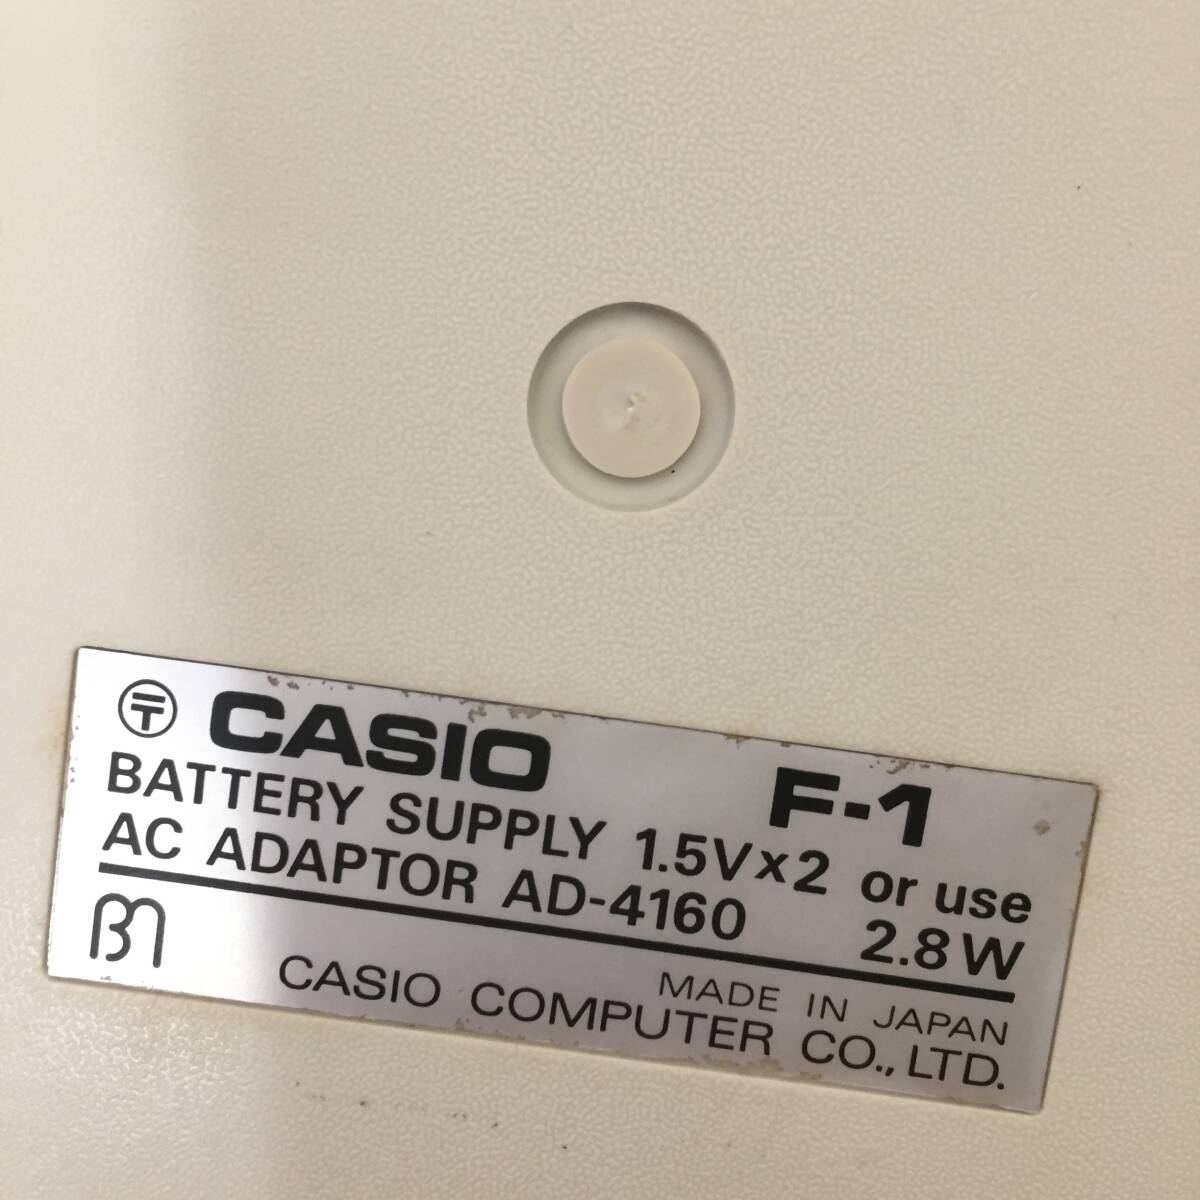 〒 CASIO F-1
BATTERY SUPPLY 1.5V×2 or use
AC ADAPTOR AD-4160 2.8W
MADE IN JAPAN
CASIO COMPUTER CO., LTD.